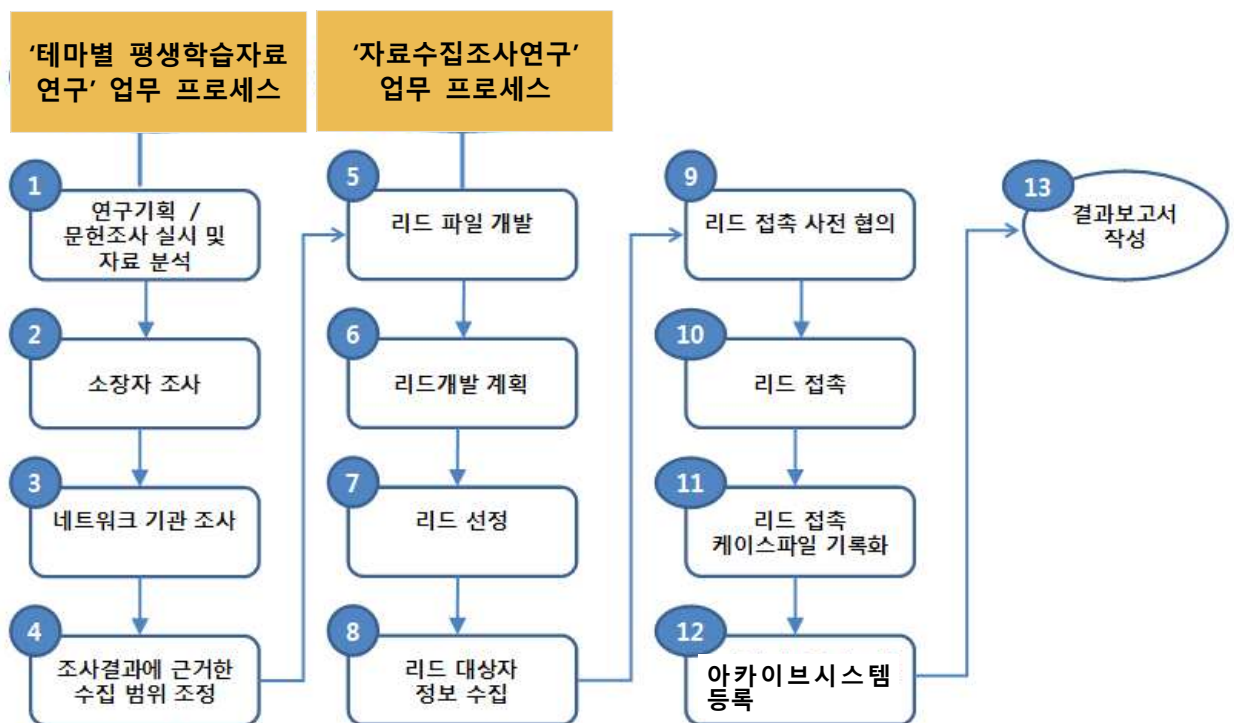 ‘테마별 평생학습자료
연구’ 업무 프로세스
‘자료수집조사연구’
업무 프로세스
1
연구기획 /
문헌조사 실시 및
자료 분석
2
소장자 조사
3
네트워크 기관 조사
4
조사결과에 근거한
수집 범위 조정
5
리드 파일 개발
6
리드개발 계획
7
리드 선정
8
리드 대상자
정보 수집
9
리드 접촉 사전 협의
10
리드 접촉
11
리드 접촉
케이스파일 기록화
12
아카이브시스템
등록
13
결과보고서
작성